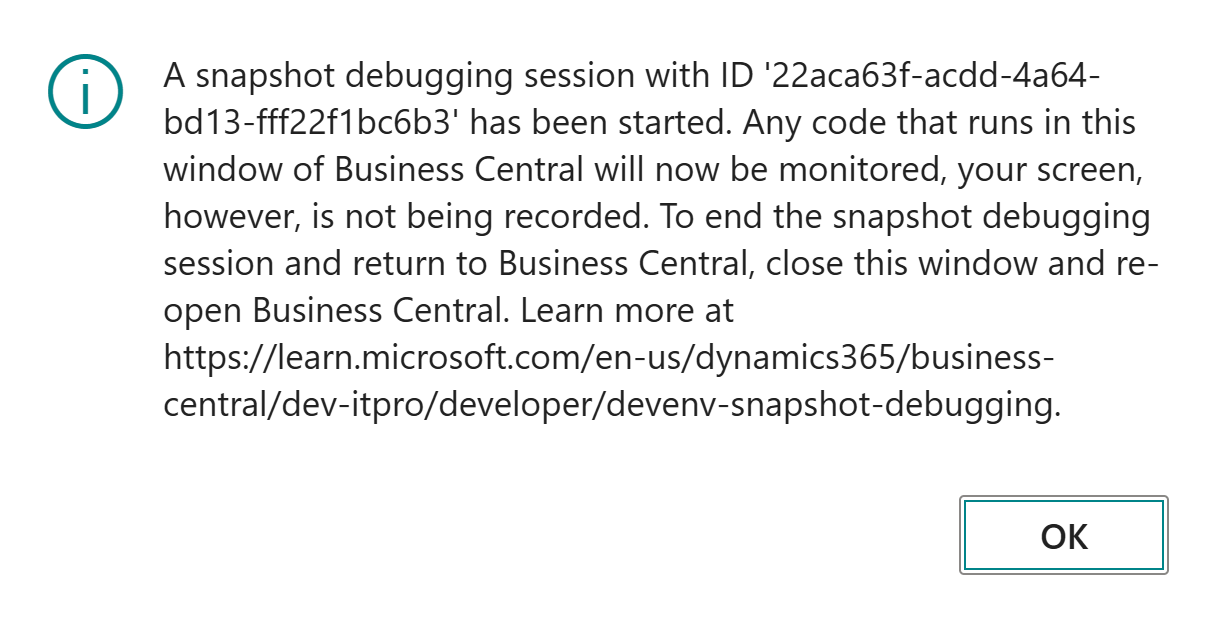 A snapshot debugging session with ID '22aca63f-acdd-4a64-
bd13-fff22f1bc6b3' has been started. Any code that runs in this
window of Business Central will now be monitored, your screen,
however, is not being recorded. To end the snapshot debugging
session and return to Business Central, close this window and re-
open Business Central. Learn more at
https://learn.microsoft.com/en-us/dynamics365/business-
central/dev-itpro/developer/devenv-snapshot-debugging.
OK